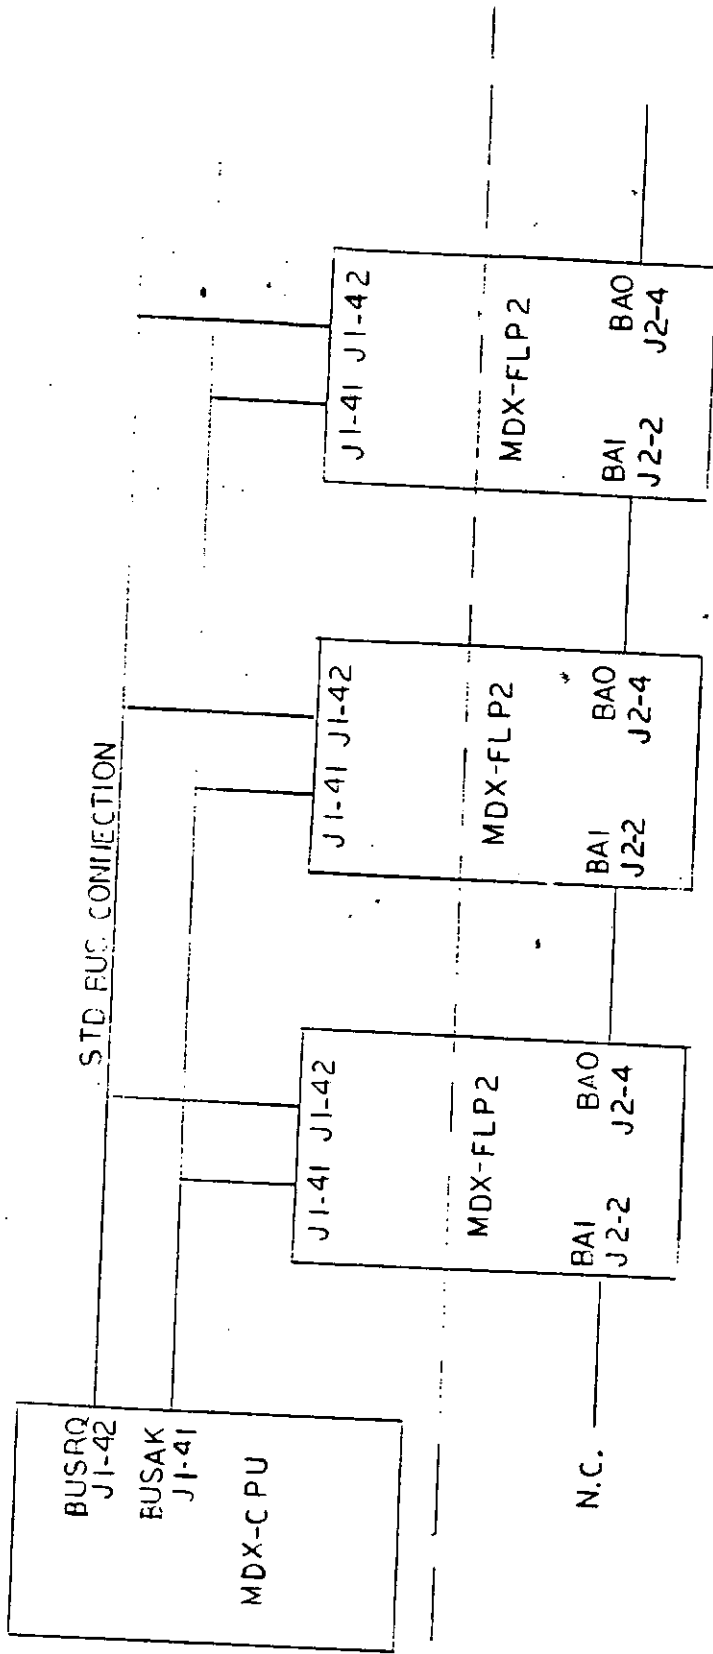 STD BUS CONNECTION
BUSRQ
J1-42
BUSAK
J1-41
MDX-CPU
J1-41 J1-42
MDX-FLP2
BAI BAO
J2-2 J2-4
J1-41 J1-42
MDX-FLP2
BAI BAO
J2-2 J2-4
J1-41 J1-42
MDX-FLP2
BAI BAO
J2-2 J2-4
N.C.